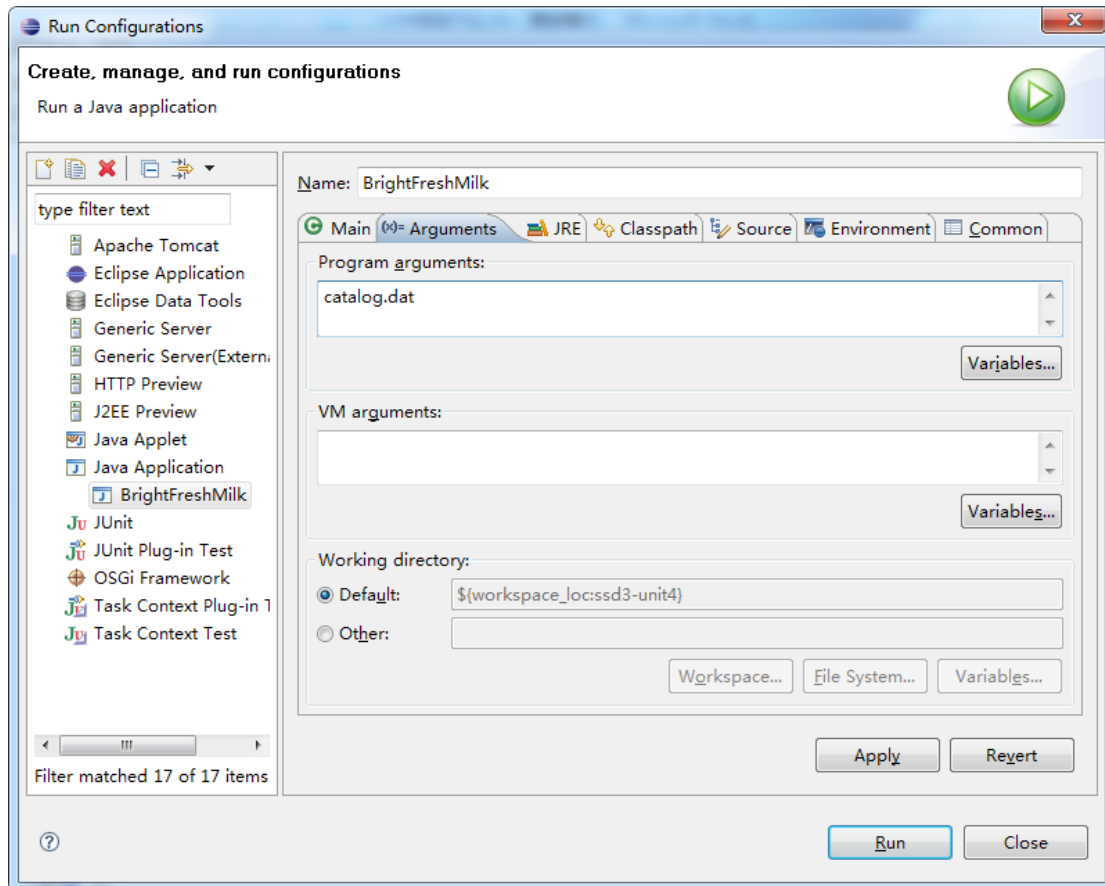 Run Configurations
Create, manage, and run configurations
Run a Java application
type filter text
Apache Tomcat
Eclipse Application
Eclipse Data Tools
Generic Server
Generic Server(Externa
HTTP Preview
J2EE Preview
Java Applet
Java Application
BrightFreshMilk
JUnit
JUnit Plug-in Test
OSGi Framework
Task Context Plug-in T
Task Context Test
Filter matched 17 of 17 items
Name: BrightFreshMilk
Main (x)= Arguments JRE Classpath Source Environment Common
Program arguments:
catalog.dat
Variables...
VM arguments:
Variables...
Working directory:
Default: ${workspace_loc:ssd3-unit4}
Other:
Workspace... File System... Variables...
Apply Revert
Run Close